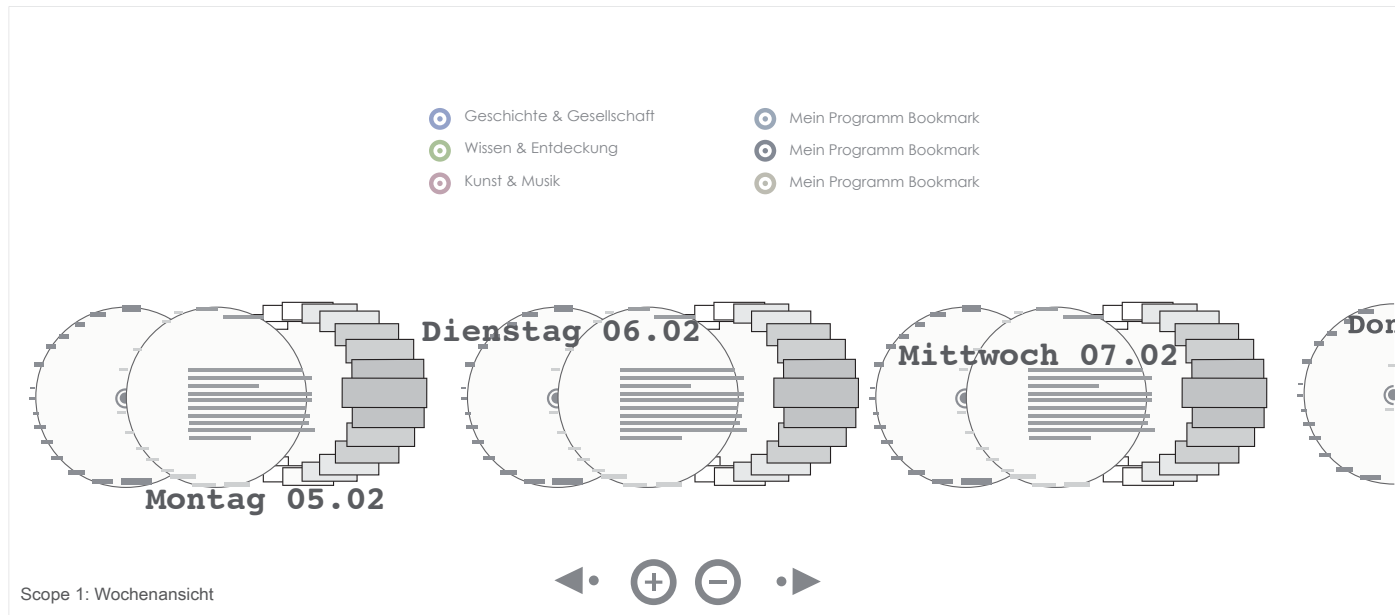 Geschichte & Gesellschaft
Wissen & Entdeckung
Kunst & Musik
Mein Programm Bookmark
Mein Programm Bookmark
Mein Programm Bookmark
Montag 05.02
Dienstag 06.02
Mittwoch 07.02
Don
Scope 1: Wochenansicht